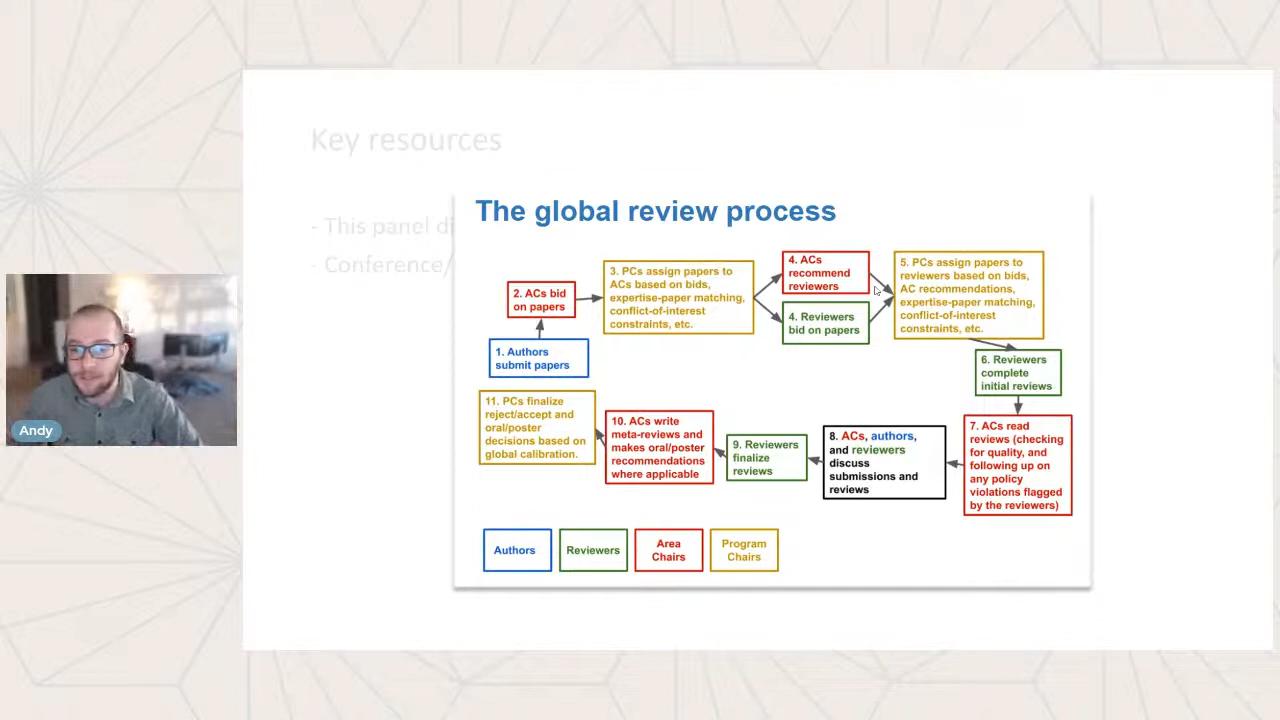 Key resources
- This panel di
- Conference/
The global review process
1. Authors
submit papers
2. ACs bid
on papers
3. PCs assign papers to
ACs based on bids,
expertise-paper matching,
conflict-of-interest
constraints, etc.
4. ACs
recommend
reviewers
4. Reviewers
bid on papers
5. PCs assign papers to
reviewers based on bids,
AC recommendations,
expertise-paper matching,
conflict-of-interest
constraints, etc.
6. Reviewers
complete
initial reviews
7. ACs read
reviews (checking
for quality, and
following up on
any policy
violations flagged
by the reviewers)
8. ACs, authors,
and reviewers
discuss
submissions and
reviews
9. Reviewers
finalize
reviews
10. ACs write
meta-reviews and
makes oral/poster
recommendations
where applicable
11. PCs finalize
reject/accept and
oral/poster
decisions based on
global calibration.
Authors
Reviewers
Area
Chairs
Program
Chairs
Andy